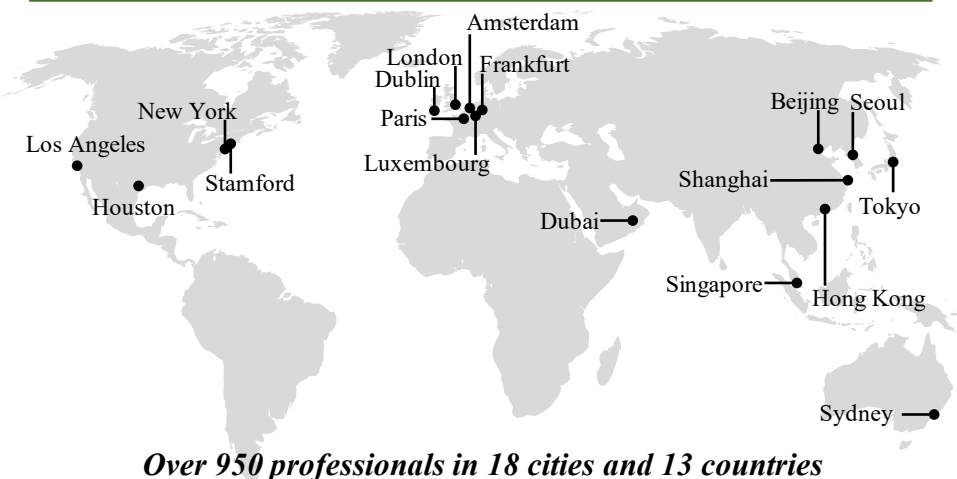 Amsterdam
London
Frankfurt
Dublin
Paris
Luxembourg
New York
Los Angeles
Stamford
Houston
Beijing
Seoul
Shanghai
Tokyo
Dubai
Singapore
Hong Kong
Sydney
Over 950 professionals in 18 cities and 13 countries